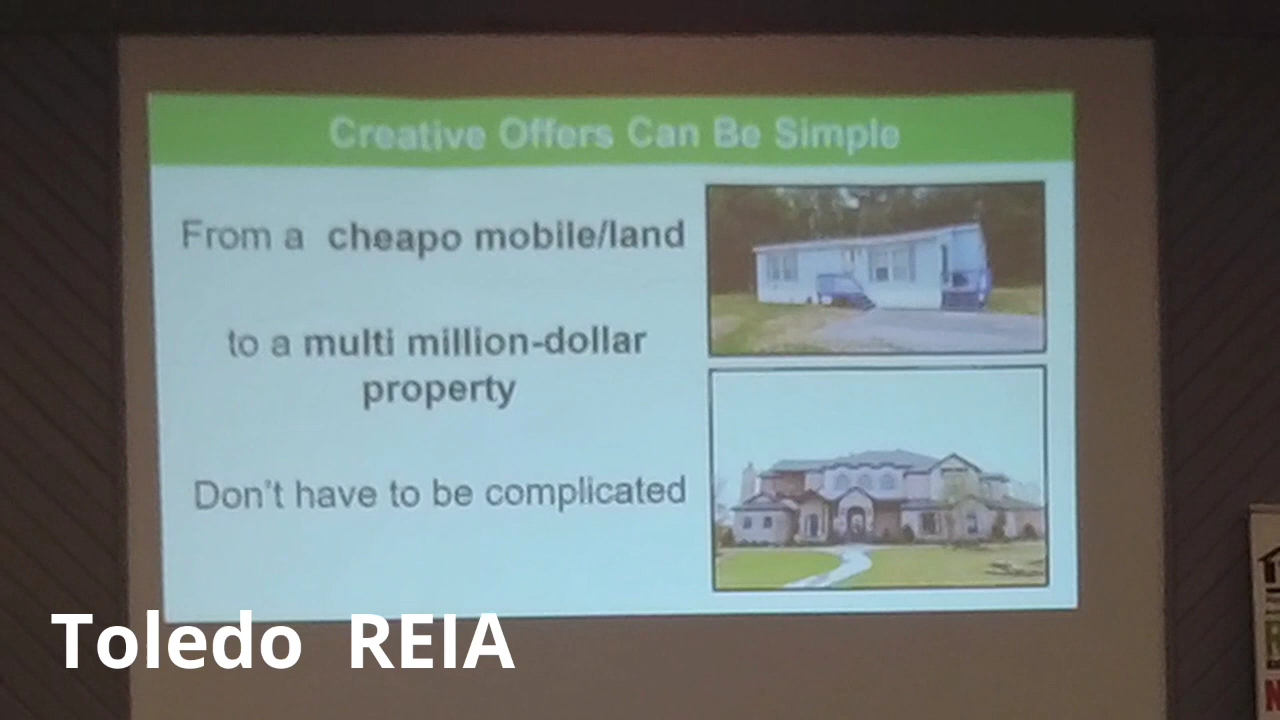 Creative Offers Can Be Simple
From a cheapo mobile/land
to a multi million-dollar
property
Don't have to be complicated
Toledo REIA